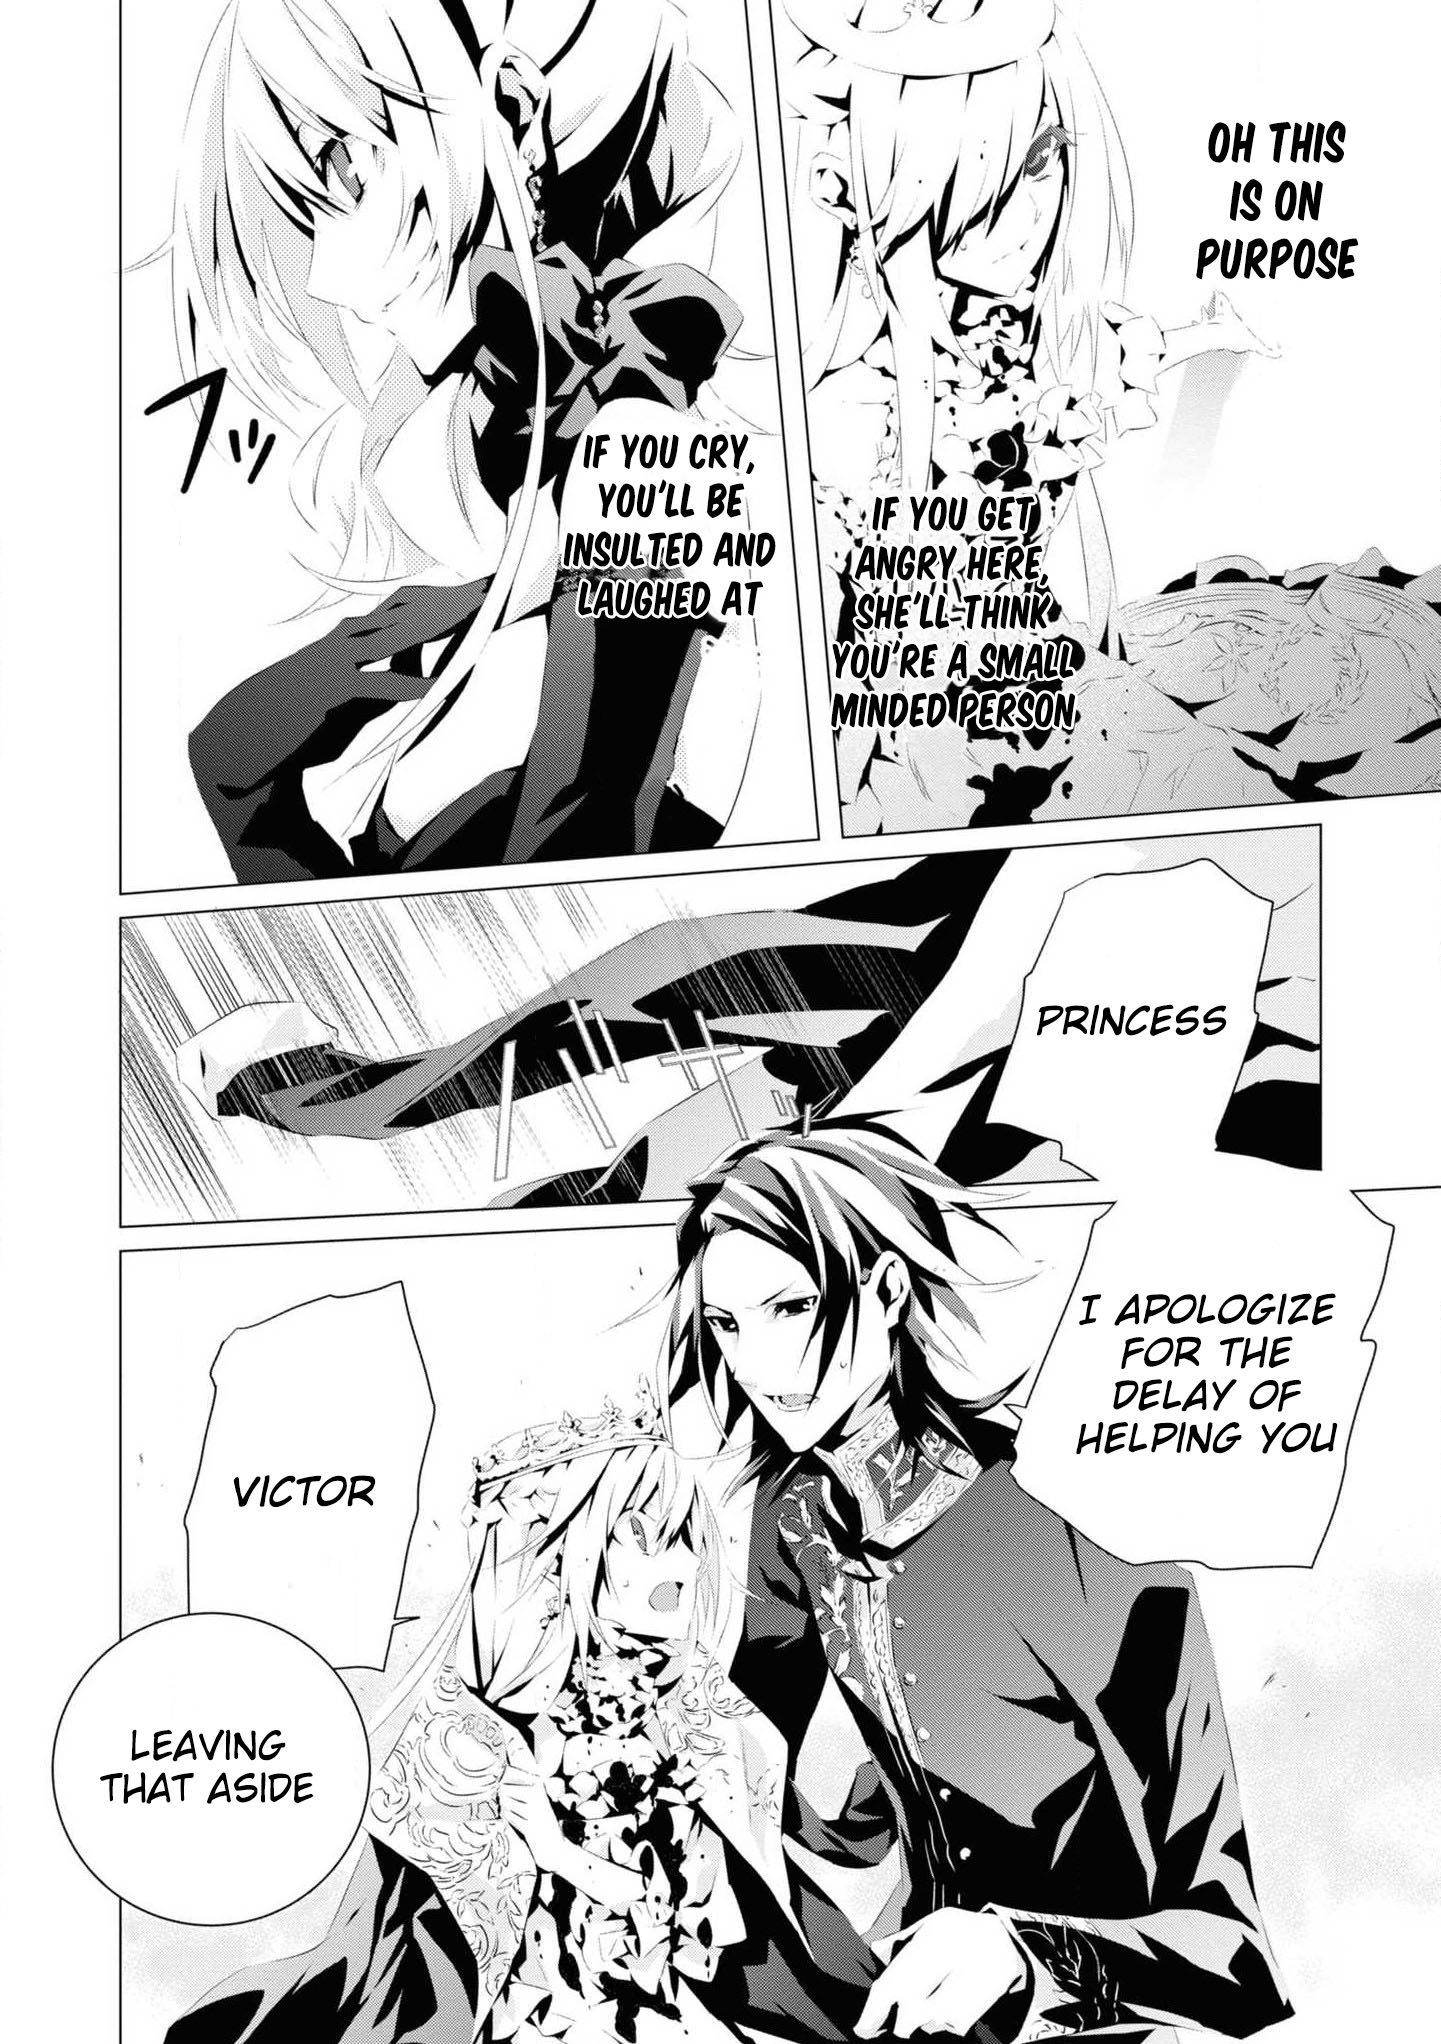 OH THIS
IS ON
PURPOSE
IF YOU GET
ANGRY HERE,
SHE'LL THINK
YOU'RE A SMALL
MINDED PERSON
IF YOU CRY,
YOU'LL BE
INSULTED AND
LAUGHED AT
フッ
PRINCESS
I APOLOGIZE
FOR THE
DELAY OF
HELPING YOU
VICTOR
LEAVING
THAT ASIDE